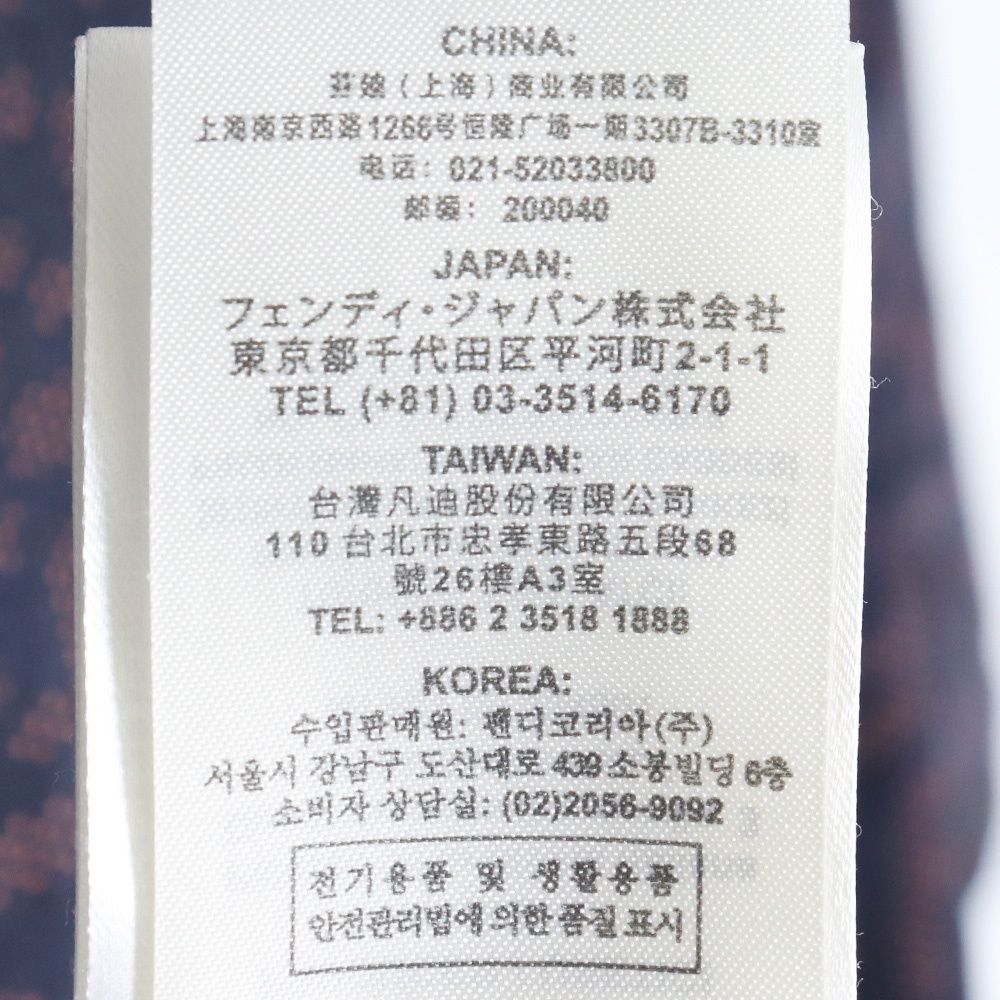 CHINA:
芬迪（上海）商业有限公司
上海南京西路1266号恒隆广场一期3307B-3310室
电话: 021-52033800
邮编: 200040
JAPAN:
フェンディ・ジャパン株式会社
東京都千代田区平河町2-1-1
TEL (+81) 03-3514-6170
TAIWAN:
台灣凡迪股份有限公司
110 台北市忠孝東路五段68
號26樓A3室
TEL: +886 2 3518 1888
KOREA:
수입판매원: 펜디코리아(주)
서울시 강남구 도산대로 439 소봉빌딩 6층
소비자 상담실: (02)2056-9092
전기용품 및 생활용품
안전관리법에 의한 품질 표시